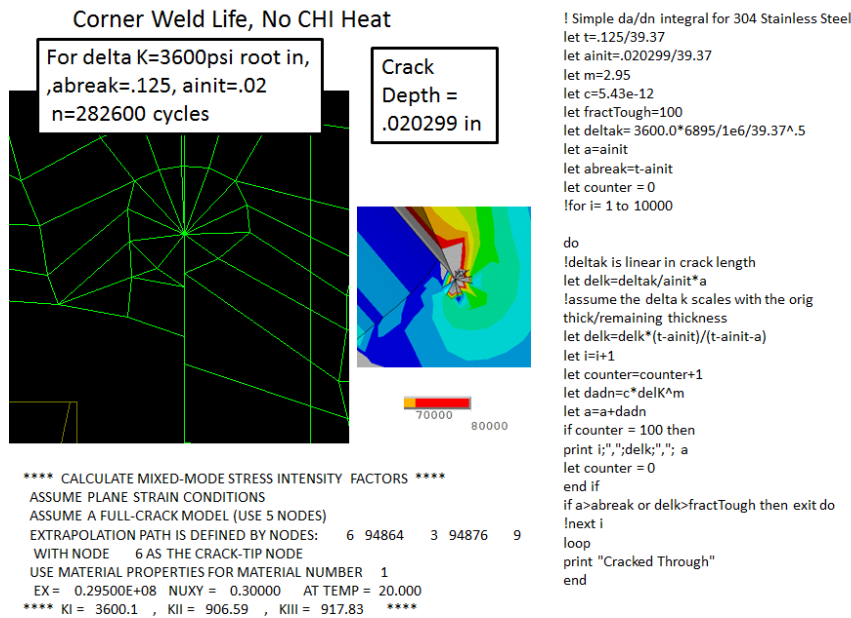 Corner Weld Life, No CHI Heat
For delta K=3600psi root in,
,abreak=.125, ainit=.02
n=282600 cycles
Crack
Depth =
.020299 in
70000
80000
**** CALCULATE MIXED-MODE STRESS INTENSITY FACTORS ****
ASSUME PLANE STRAIN CONDITIONS
ASSUME A FULL-CRACK MODEL (USE 5 NODES)
EXTRAPOLATION PATH IS DEFINED BY NODES: 6 94864 3 94876 9
WITH NODE 6 AS THE CRACK-TIP NODE
USE MATERIAL PROPERTIES FOR MATERIAL NUMBER 1
EX = 0.29500E+08 NUXY = 0.30000 AT TEMP = 20.000
**** KI = 3600.1 , KII = 906.59 , KIII = 917.83 ****
! Simple da/dn integral for 304 Stainless Steel
let t=.125/39.37
let ainit=.020299/39.37
let m=2.95
let c=5.43e-12
let fractTough=100
let deltak= 3600.0*6895/1e6/39.37^.5
let a=ainit
let abreak=t-ainit
let counter = 0
!for i= 1 to 10000
do
!deltak is linear in crack length
let delk=deltak/ainit*a
!assume the delta k scales with the orig
thick/remaining thickness
let delk=delk*(t-ainit)/(t-ainit-a)
let i=i+1
let counter=counter+1
let dadn=c*delK^m
let a=a+dadn
if counter = 100 then
print i;",";delk;","; a
let counter = 0
end if
if a>abreak or delk>fractTough then exit do
!next i
loop
print "Cracked Through"
end